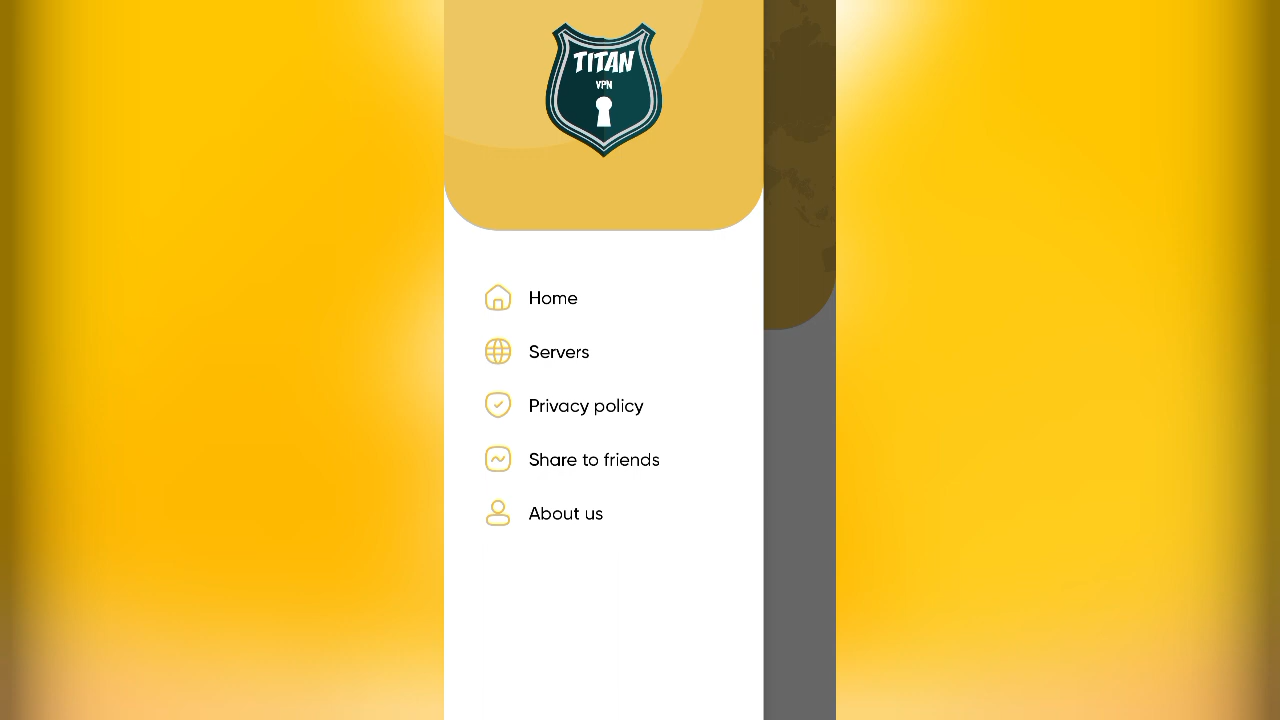 TITAN
VPN
Home
Servers
Privacy policy
Share to friends
About us